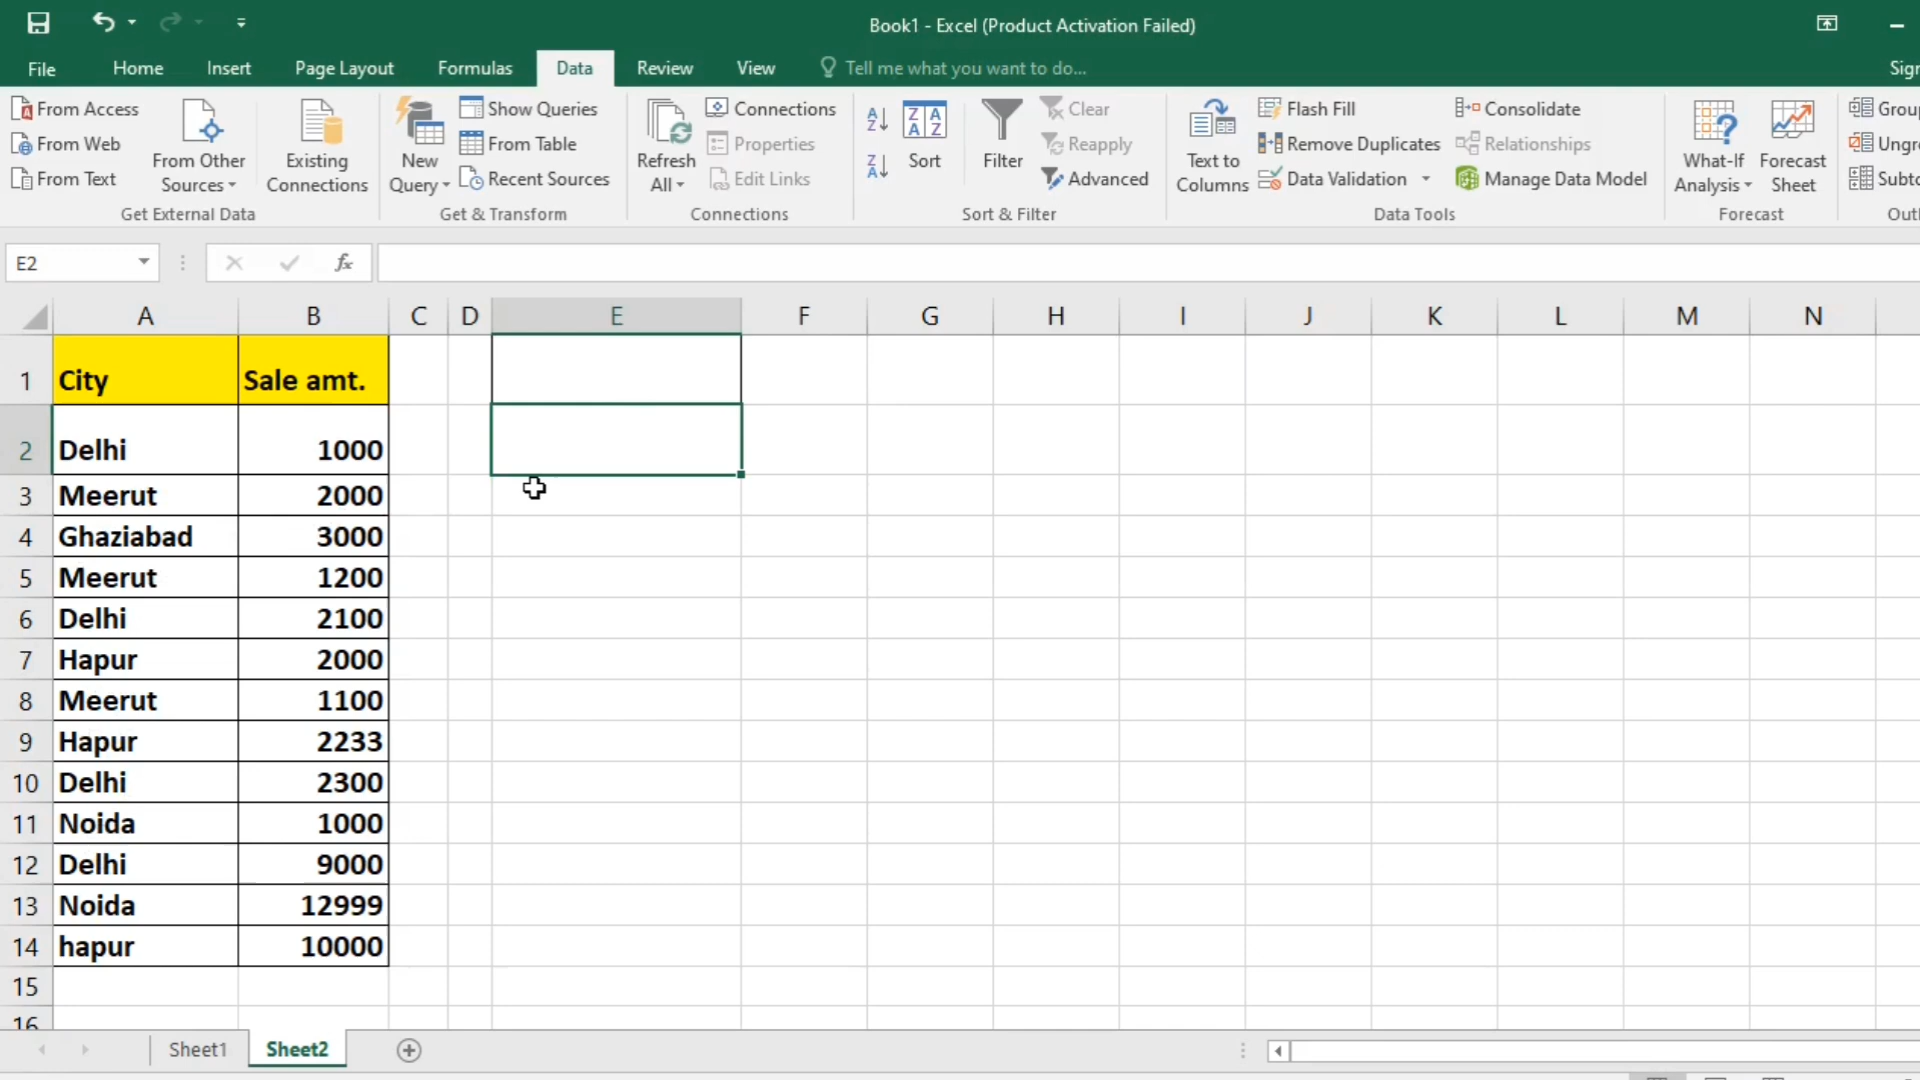 Book1 - Excel (Product Activation Failed)
File Home Insert Page Layout Formulas Data Review View Tell me what you want to do... Sign
From Access
From Web
From Text
From Other Sources
Get External Data
Existing Connections
New Query
Show Queries
From Table
Recent Sources
Get & Transform
Refresh All
Connections
Properties
Edit Links
Connections
Sort
Filter
Clear
Reapply
Advanced
Sort & Filter
Text to Columns
Flash Fill
Remove Duplicates
Data Validation
Consolidate
Relationships
Manage Data Model
Data Tools
What-If Analysis
Forecast Sheet
Forecast
Grou
Ungr
Subto
Outl
E2 fx
A B C D E F G H I J K L M N
1 City Sale amt.
2 Delhi 1000
3 Meerut 2000
4 Ghaziabad 3000
5 Meerut 1200
6 Delhi 2100
7 Hapur 2000
8 Meerut 1100
9 Hapur 2233
10 Delhi 2300
11 Noida 1000
12 Delhi 9000
13 Noida 12999
14 hapur 10000
15
16
Sheet1 Sheet2